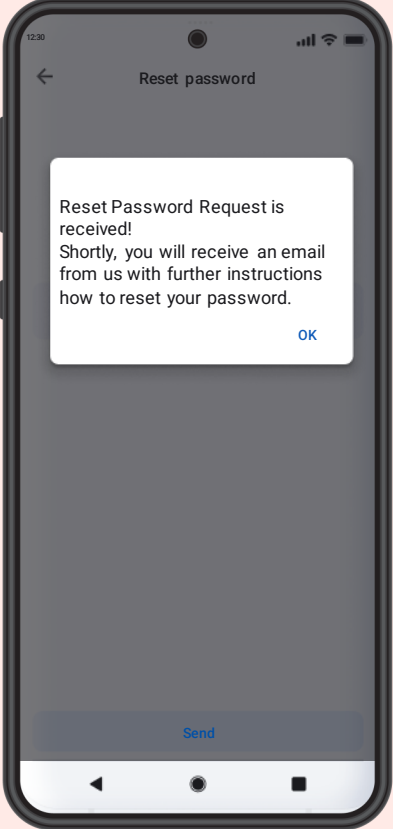 12:30
Reset password
Reset Password Request is
received!
Shortly, you will receive an email
from us with further instructions
how to reset your password.
OK
Send